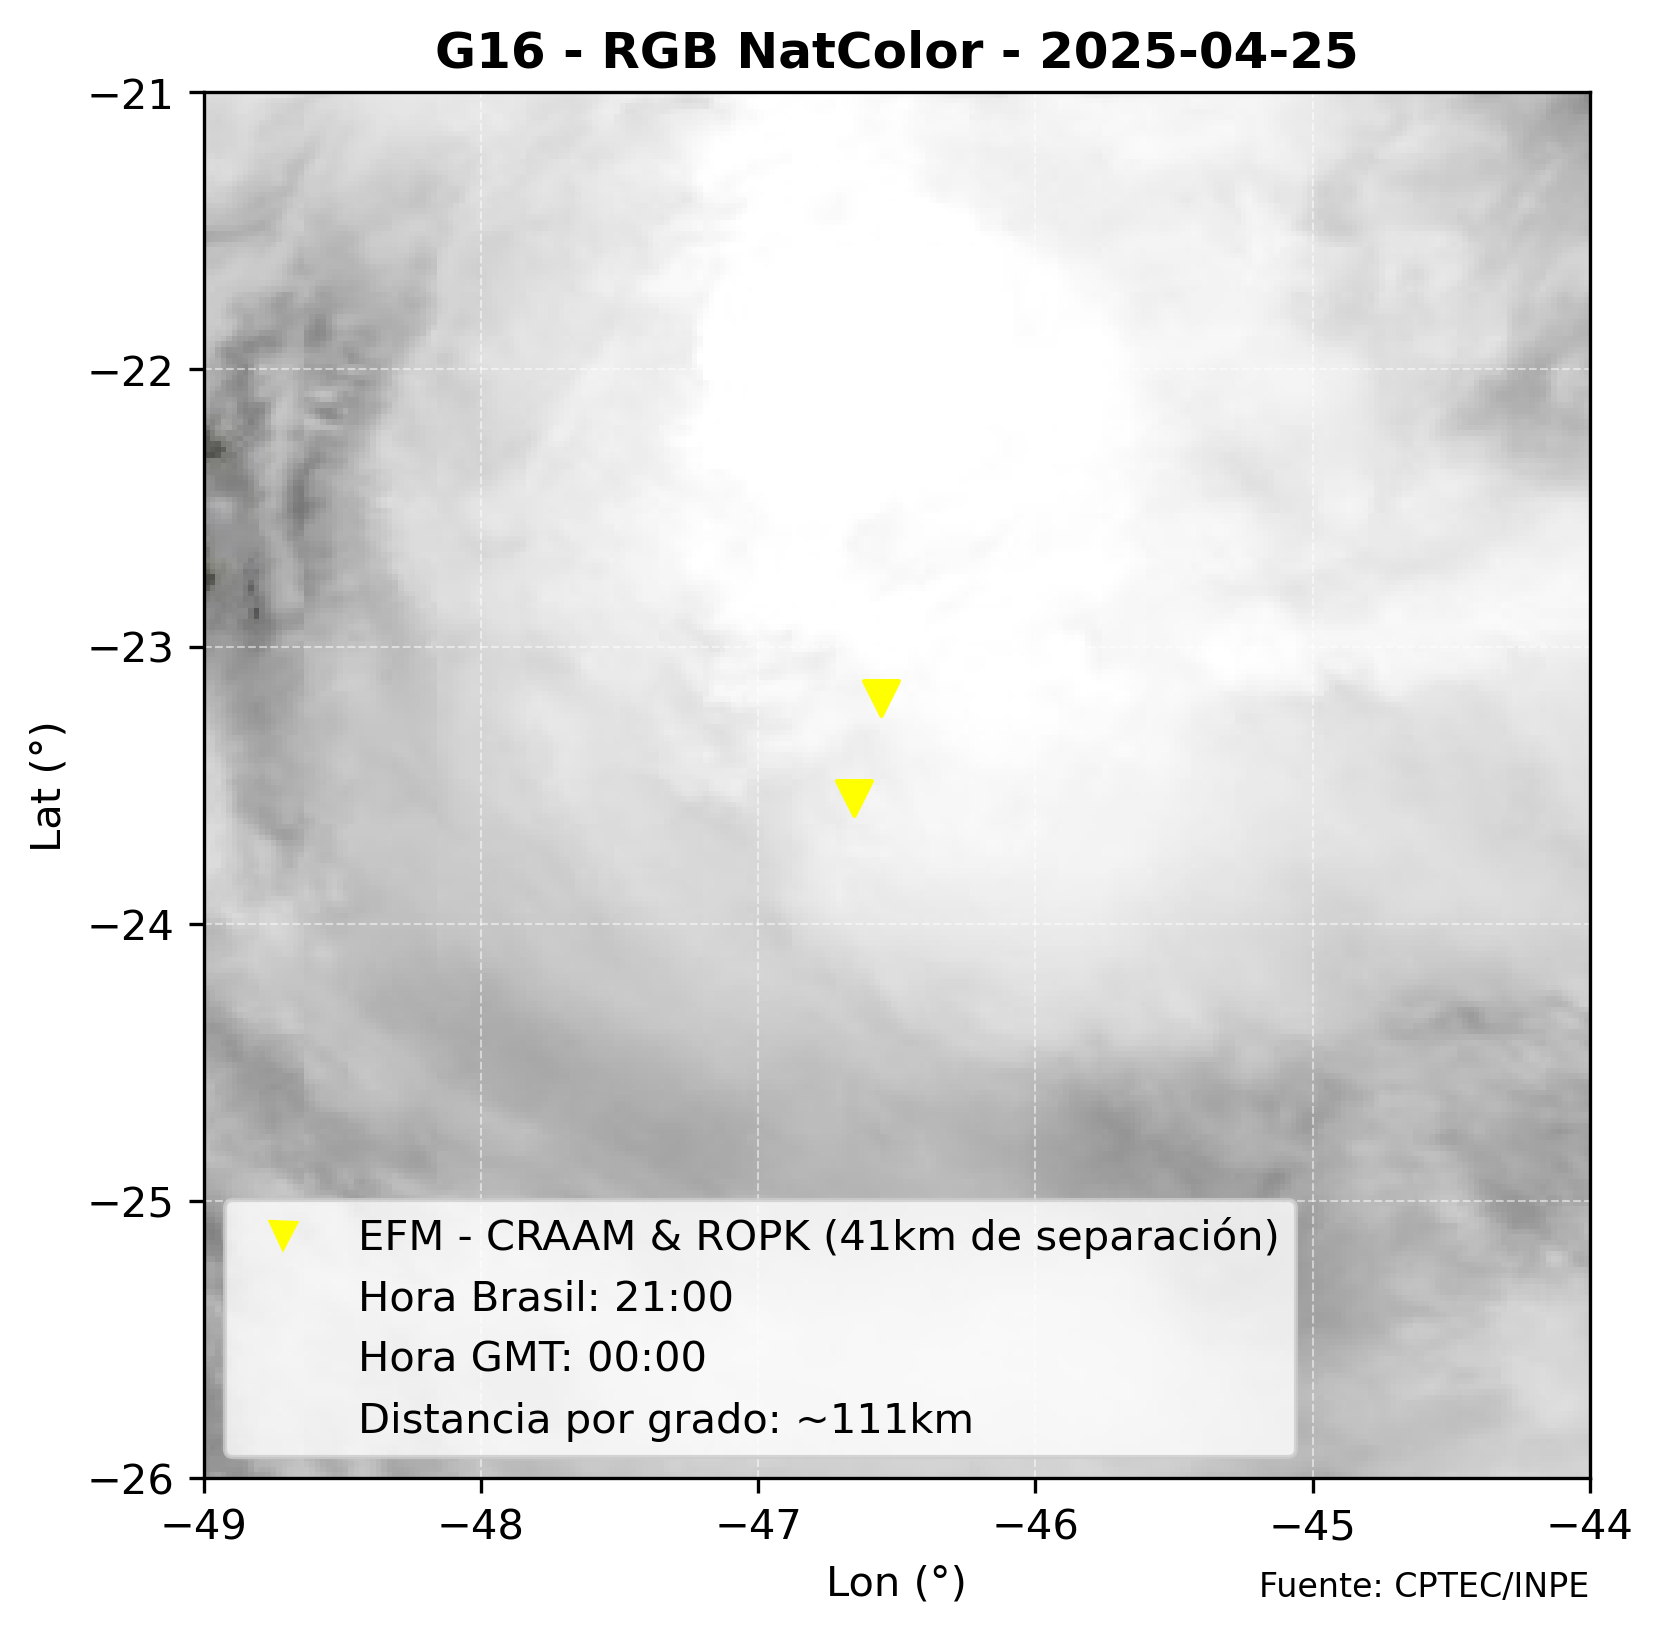 G16 - RGB NatColor - 2025-04-25
−21
−22
−23
−24
−25
−26
Lat (°)
EFM - CRAAM & ROPK (41km de separación)
Hora Brasil: 21:00
Hora GMT: 00:00
Distancia por grado: ~111km
−49 −48 −47 −46 −45 −44
Lon (°)
Fuente: CPTEC/INPE